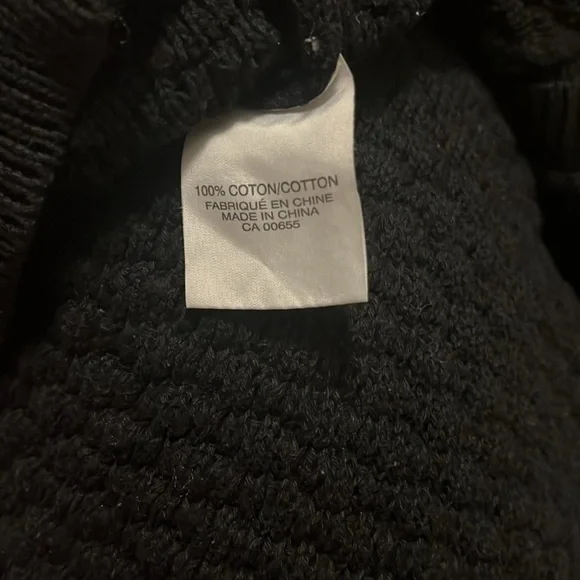 100% COTON/COTTON
FABRIQUÉ EN CHINE
MADE IN CHINA
CA 00655